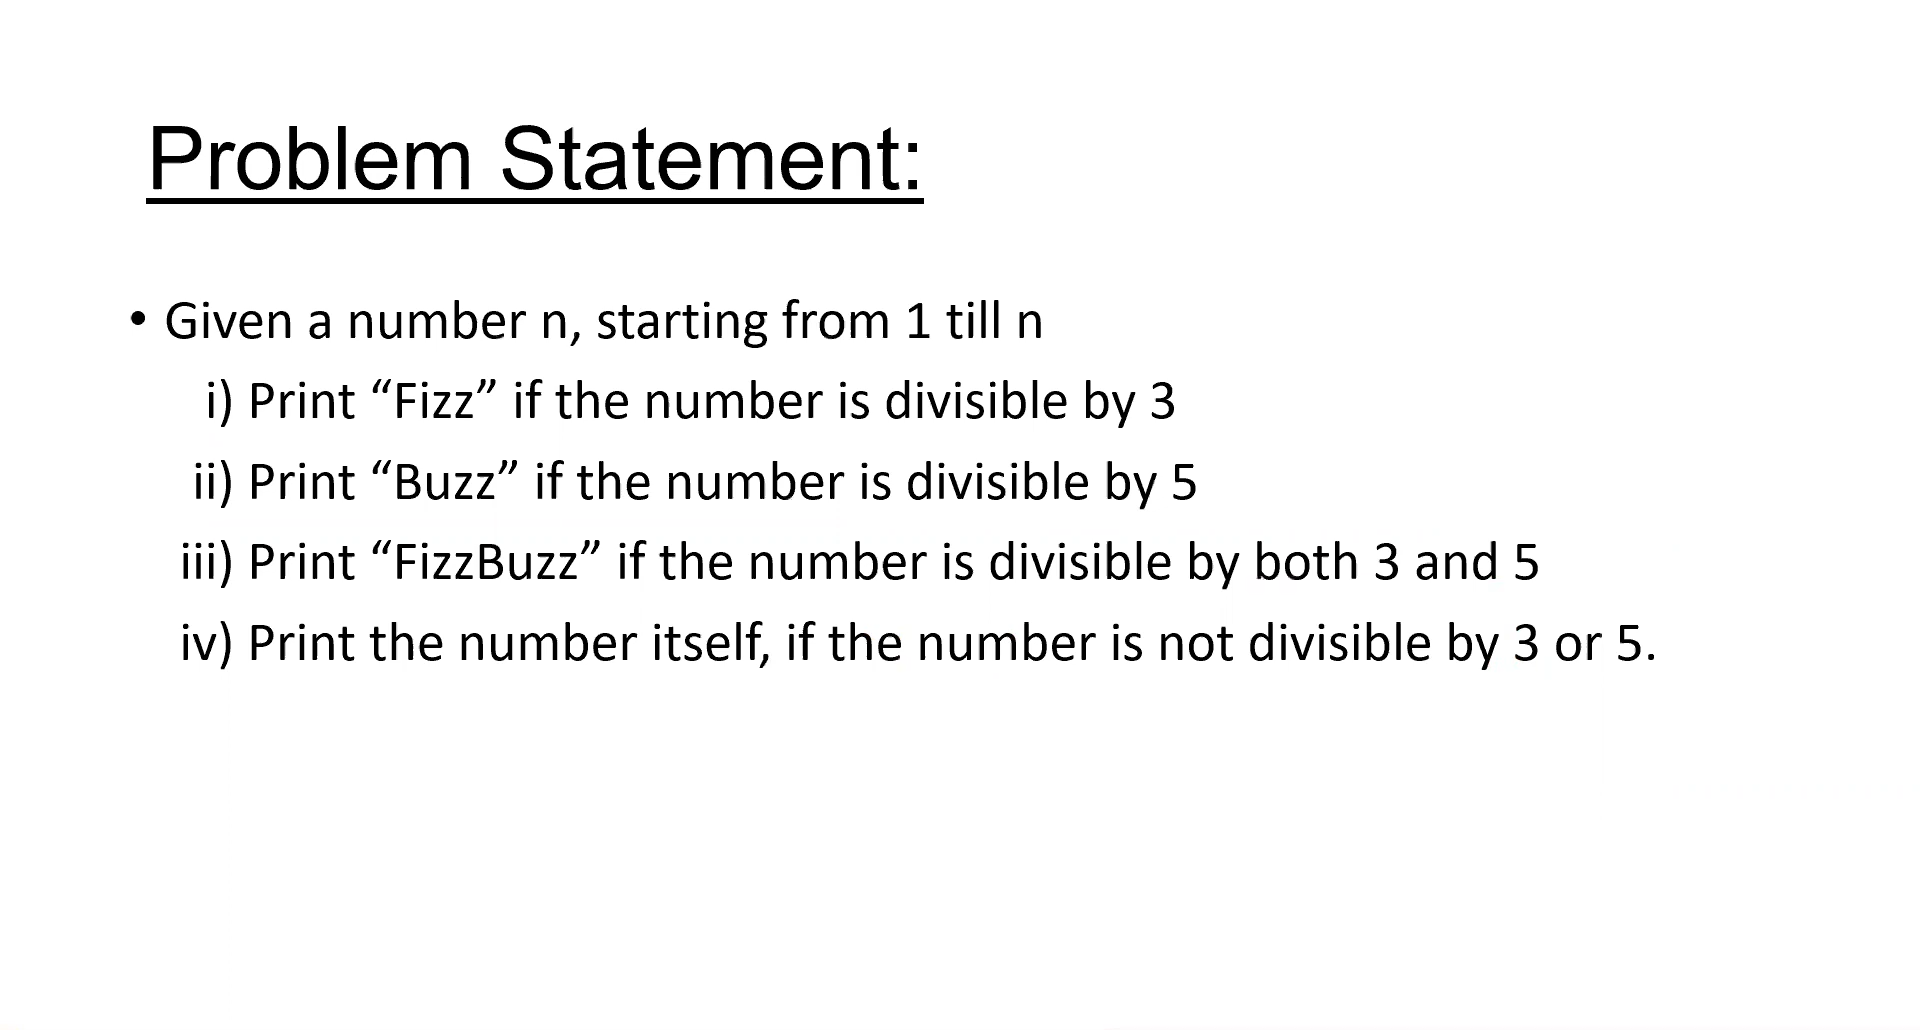 Problem Statement:
• Given a number n, starting from 1 till n
i) Print “Fizz” if the number is divisible by 3
ii) Print “Buzz” if the number is divisible by 5
iii) Print “FizzBuzz” if the number is divisible by both 3 and 5
iv) Print the number itself, if the number is not divisible by 3 or 5.